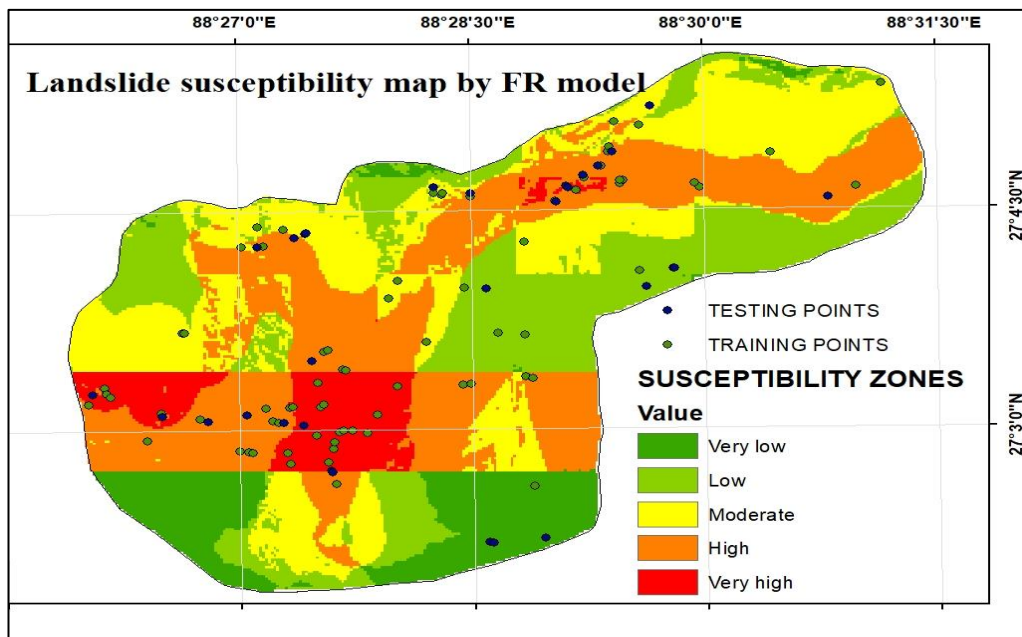 88°27'0"E 88°28'30"E 88°30'0"E 88°31'30"E
Landslide susceptibility map by FR model
27°4'30"N
TESTING POINTS
TRAINING POINTS
SUSCEPTIBILITY ZONES
Value
27°3'0"N
Very low
Low
Moderate
High
Very high